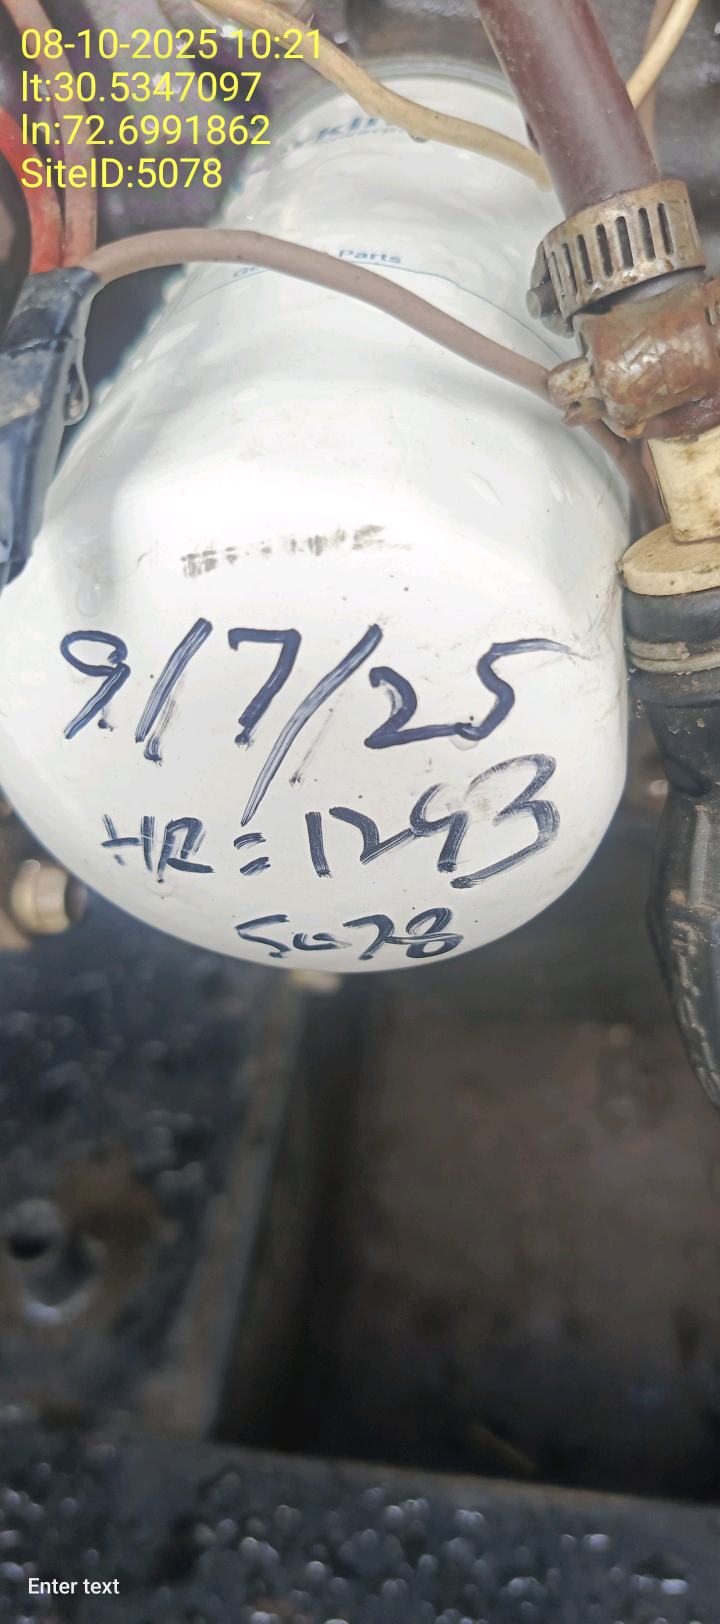 08-10-2025 10:21
lt:30.5347097
ln:72.6991862
SiteID:5078
Parts
9/7/25
HR = 1293
5078
Enter text